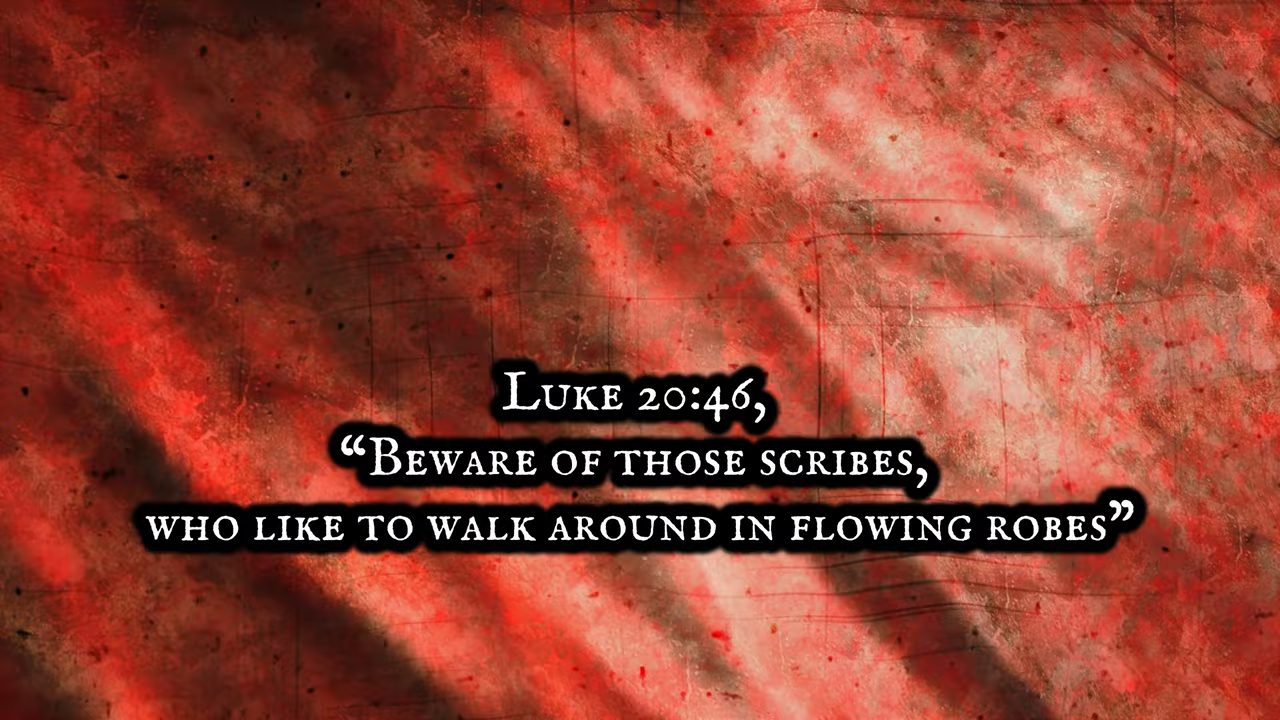 Luke 20:46,
“Beware of those scribes,
who like to walk around in flowing robes”